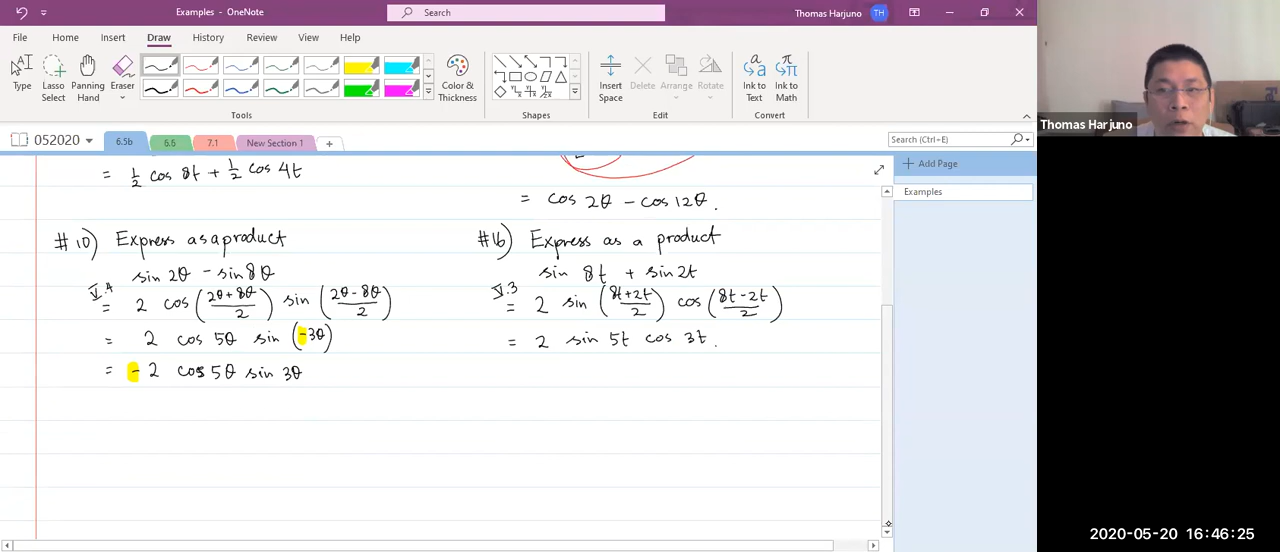 Examples - OneNote
Search
Thomas Harjuno
TH
File Home Insert Draw History Review View Help
Type
Lasso Select
Panning Hand
Eraser
Color & Thickness
Insert Space
Delete
Arrange
Rotate
Ink to Text
Ink to Math
Tools
Shapes
Edit
Convert
052020
6.5b
6.5
7.1
New Section 1
Search (Ctrl+E)
Add Page
Examples
Thomas Harjuno
= 1/2 cos 8t + 1/2 cos 4t
= cos 2θ - cos 12θ.
#10) Express as a product
sin 2θ - sin 8θ
V.4 = 2 cos ((2θ+8θ)/2) sin ((2θ-8θ)/2)
= 2 cos 5θ sin (-3θ)
= -2 cos 5θ sin 3θ
#16) Express as a product
sin 8t + sin 2t
V.3 = 2 sin ((8t+2t)/2) cos ((8t-2t)/2)
= 2 sin 5t cos 3t.
2020-05-20 16:46:25